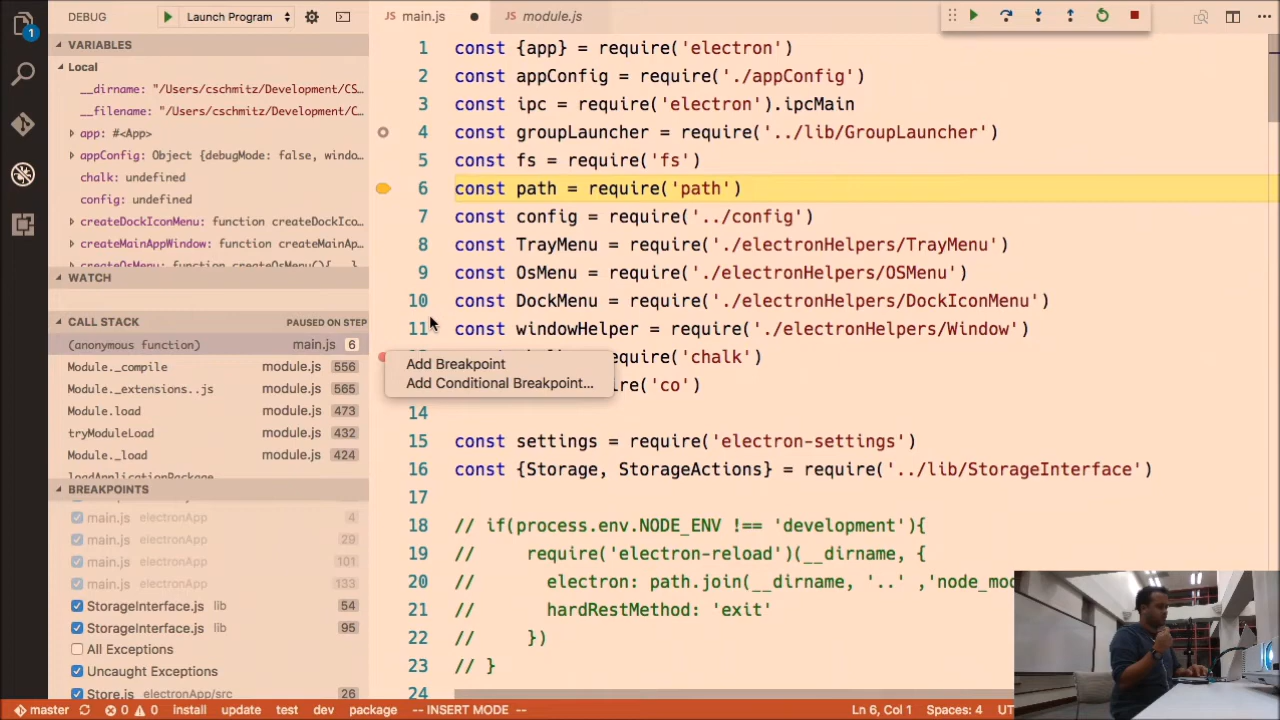 DEBUG
Launch Program
JS main.js
JS module.js
1
VARIABLES
Local
__dirname: "/Users/cschmitz/Development/CS…
__filename: "/Users/cschmitz/Development/C…
app: #<App>
appConfig: Object {debugMode: false, windo…
chalk: undefined
config: undefined
createDockIconMenu: function createDockIco…
createMainAppWindow: function createMainAp…
createOsMenu: function createOsMenu(){ … }
WATCH
CALL STACK
PAUSED ON STEP
(anonymous function) main.js 6
Module._compile module.js 556
Module._extensions..js module.js 565
Module.load module.js 473
tryModuleLoad module.js 432
Module._load module.js 424
loadApplicationPackage
BREAKPOINTS
main.js electronApp 4
main.js electronApp 29
main.js electronApp 101
main.js electronApp 133
StorageInterface.js lib 54
StorageInterface.js lib 95
All Exceptions
Uncaught Exceptions
Store.js electronApp/src 26
1 const {app} = require('electron')
2 const appConfig = require('./appConfig')
3 const ipc = require('electron').ipcMain
4 const groupLauncher = require('../lib/GroupLauncher')
5 const fs = require('fs')
6 const path = require('path')
7 const config = require('../config')
8 const TrayMenu = require('./electronHelpers/TrayMenu')
9 const OsMenu = require('./electronHelpers/OSMenu')
10 const DockMenu = require('./electronHelpers/DockIconMenu')
11 const windowHelper = require('./electronHelpers/Window')
require('chalk')
re('co')
Add Breakpoint
Add Conditional Breakpoint...
14
15 const settings = require('electron-settings')
16 const {Storage, StorageActions} = require('../lib/StorageInterface')
17
18 // if(process.env.NODE_ENV !== 'development'){
19 // require('electron-reload')(__dirname, {
20 // electron: path.join(__dirname, '..' ,'node_mo
21 // hardRestMethod: 'exit'
22 // })
23 // }
24
master 0 0 install update test dev package -- INSERT MODE -- Ln 6, Col 1 Spaces: 4 UT